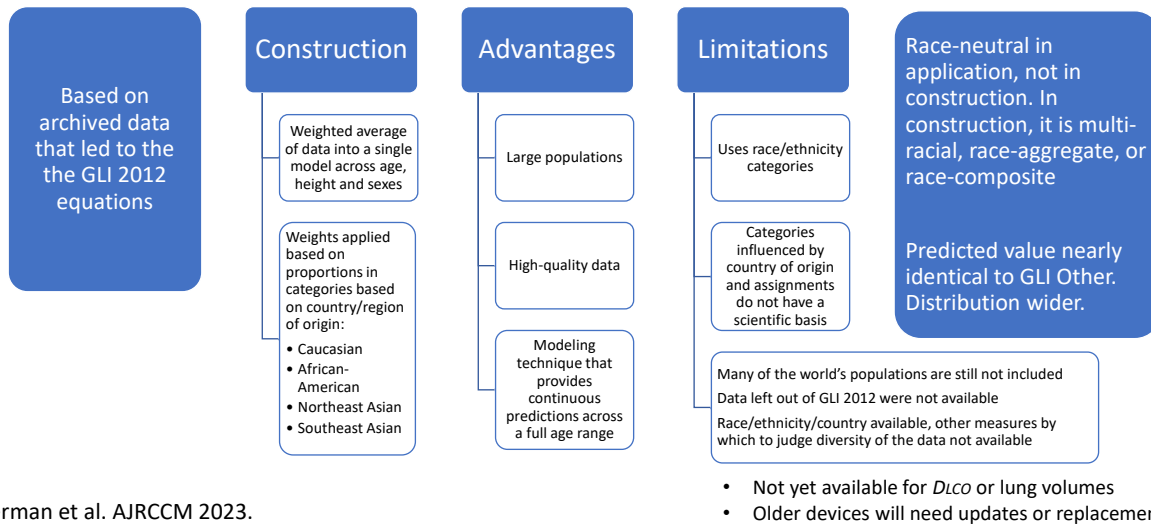 Based on
archived data
that led to the
the GLI 2012
equations
Construction
Weighted average
of data into a single
model across age,
height and sexes
Weights applied
based on
proportions in
categories based
on country/region
of origin:
• Caucasian
• African-
American
• Northeast Asian
• Southeast Asian
Advantages
Large populations
High-quality data
Modeling
technique that
provides
continuous
predictions across
a full age range
Limitations
Uses race/ethnicity
categories
Categories
influenced by
country of origin
and assignments
do not have a
scientific basis
Many of the world's populations are still not included
Data left out of GLI 2012 were not available
Race/ethnicity/country available, other measures by
which to judge diversity of the data not available
Race-neutral in
application, not in
construction. In
construction, it is multi-
racial, race-aggregate, or
race-composite
Predicted value nearly
identical to GLI Other.
Distribution wider.
rman et al. AJRCCM 2023.
• Not yet available for DLCO or lung volumes
• Older devices will need updates or replacemen